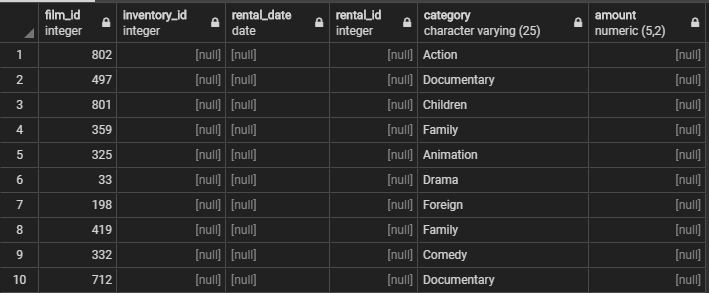 film_id inventory_id rental_date rental_id category amount
integer integer date integer character varying (25) numeric (5,2)
1 802 [null] [null] [null] Action [null]
2 497 [null] [null] [null] Documentary [null]
3 801 [null] [null] [null] Children [null]
4 359 [null] [null] [null] Family [null]
5 325 [null] [null] [null] Animation [null]
6 33 [null] [null] [null] Drama [null]
7 198 [null] [null] [null] Foreign [null]
8 419 [null] [null] [null] Family [null]
9 332 [null] [null] [null] Comedy [null]
10 712 [null] [null] [null] Documentary [null]